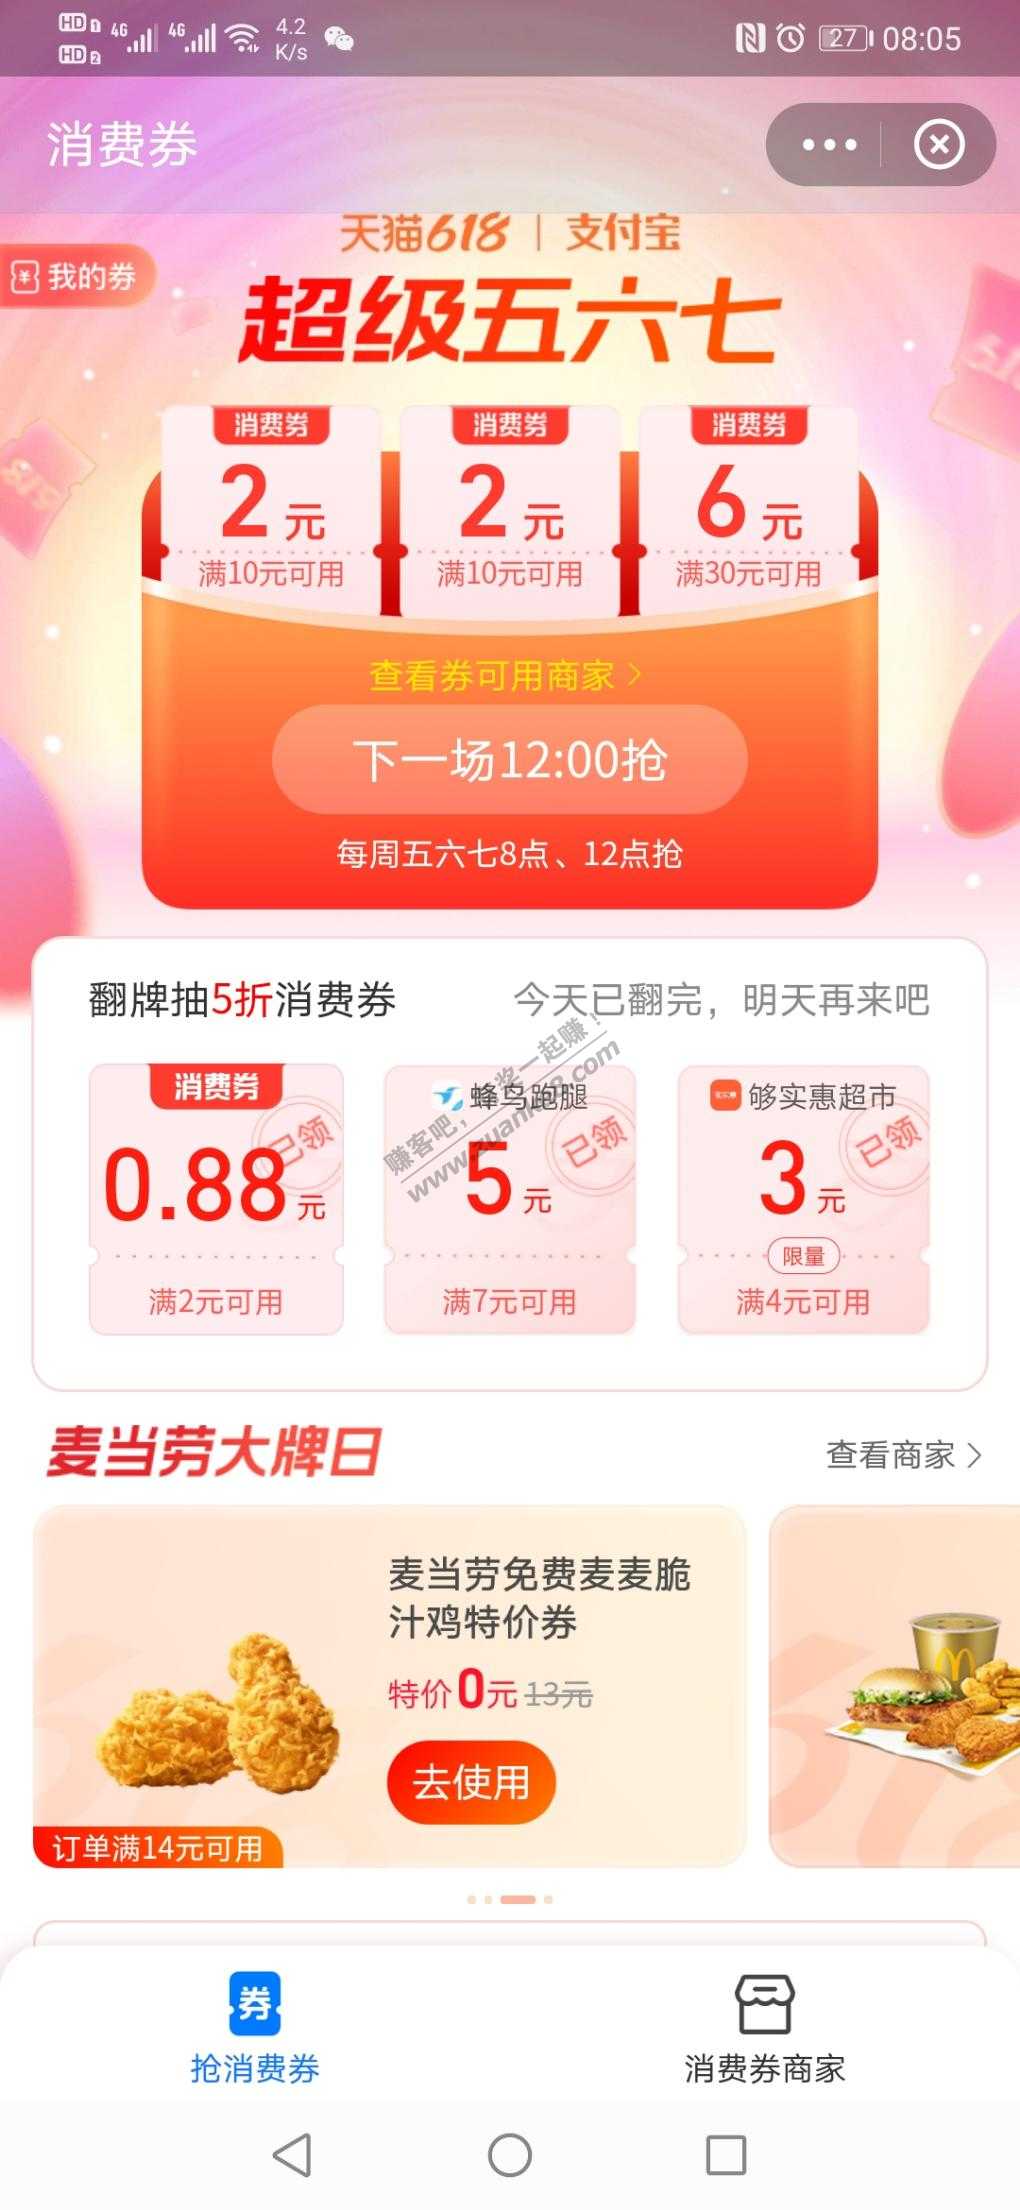 HD 1 4G 4G 4.2 27 08:05
HD 2 K/s
消费券
天猫618 | 支付宝
我的券
超级五六七
消费券 消费券 消费券
2元 2元 6元
满10元可用 满10元可用 满30元可用
查看券可用商家 >
下一场12:00抢
每周五六七8点、12点抢
翻牌抽5折消费券 今天已翻完，明天再来吧
消费券 蜂鸟跑腿 够实惠超市
已领 已领 已领
0.88元 5元 3元
限量
满2元可用 满7元可用 满4元可用
赚客吧，有奖一起赚！
www.zuanke8.com
麦当劳大牌日 查看商家 >
麦当劳免费麦麦脆
汁鸡特价券
特价0元 13元
去使用
订单满14元可用
券
抢消费券 消费券商家